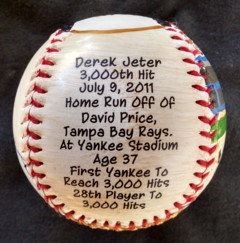 Derek Jeter
3,000th Hit
July 9, 2011
Home Run Off Of
David Price,
Tampa Bay Rays.
At Yankee Stadium
Age 37
First Yankee To
Reach 3,000 Hits
28th Player To
3,000 Hits